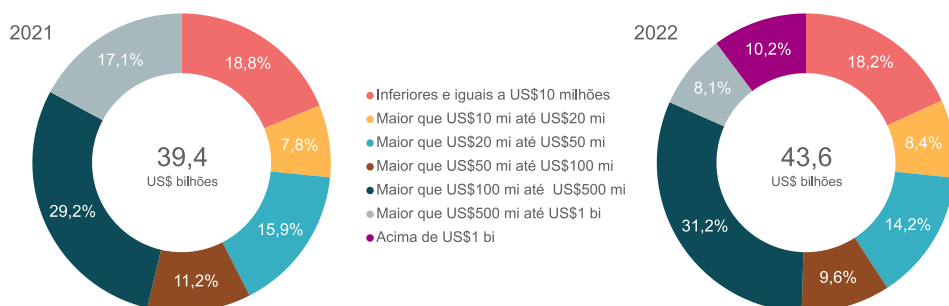 2021
17,1%
18,8%
7,8%
15,9%
11,2%
29,2%
39,4
US$ bilhões
Inferiores e iguais a US$10 milhões
Maior que US$10 mi até US$20 mi
Maior que US$20 mi até US$50 mi
Maior que US$50 mi até US$100 mi
Maior que US$100 mi até US$500 mi
Maior que US$500 mi até US$1 bi
Acima de US$1 bi
2022
10,2%
18,2%
8,1%
8,4%
14,2%
9,6%
31,2%
43,6
US$ bilhões